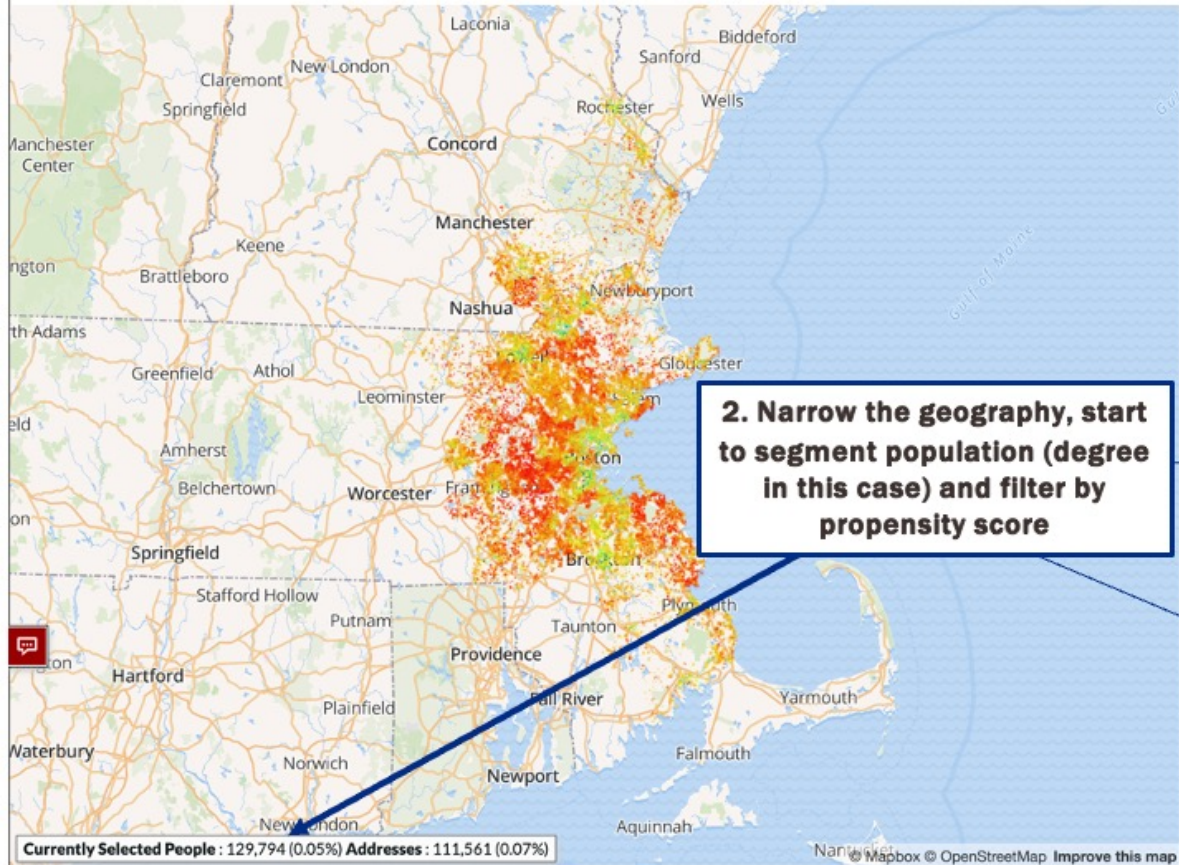 Laconia
Biddeford
New London
Sanford
Claremont
Springfield
Rochester
Wells
Manchester
Center
Concord
Manchester
Keene
ngton
Brattleboro
Newburyport
Nashua
Gulf of Maine
th Adams
Gloucester
Greenfield
Athol
Leominster
2. Narrow the geography, start
to segment population (degree
in this case) and filter by
propensity score
Amherst
Belchertown
Worcester
Springfield
Stafford Hollow
Putnam
Plymouth
Taunton
Providence
Hartford
Fall River
Plainfield
Yarmouth
Waterbury
Norwich
Falmouth
Newport
New London
Aquinnah
Currently Selected People : 129,794 (0.05%) Addresses : 111,561 (0.07%)
Nantucket
© Mapbox © OpenStreetMap Improve this map